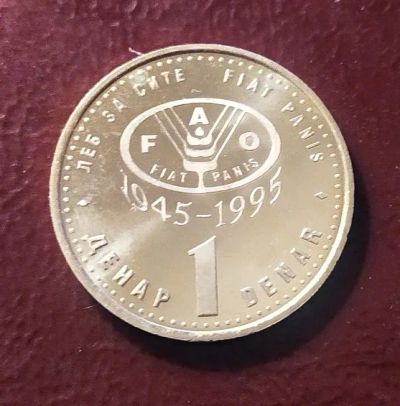 ЛЕБ ЗА СИТЕ FIAT PANIS
F A O
FIAT PANIS
1945-1995
1
ДЕНАР DENAR